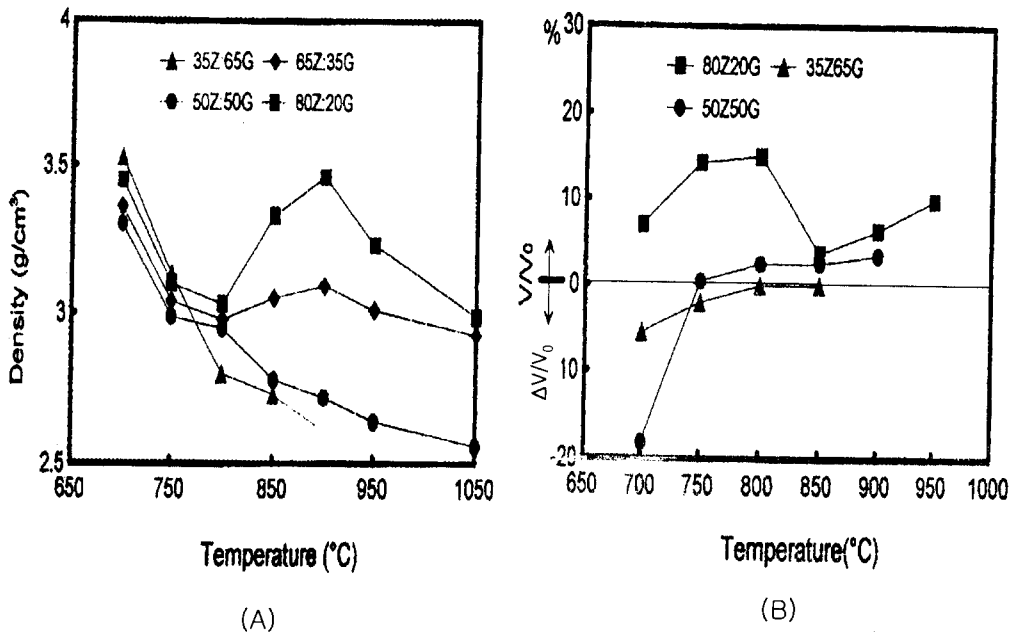 4
3.5
3
2.5
Density (g/cm³)
35Z:65G
65Z:35G
50Z:50G
80Z:20G
650
750
850
950
1050
Temperature (°C)
(A)
30
%
20
10
0
10
-20
V/V₀
ΔV/V₀
80Z20G
35Z65G
50Z50G
650
700
750
800
850
900
950
1000
Temperature(°C)
(B)